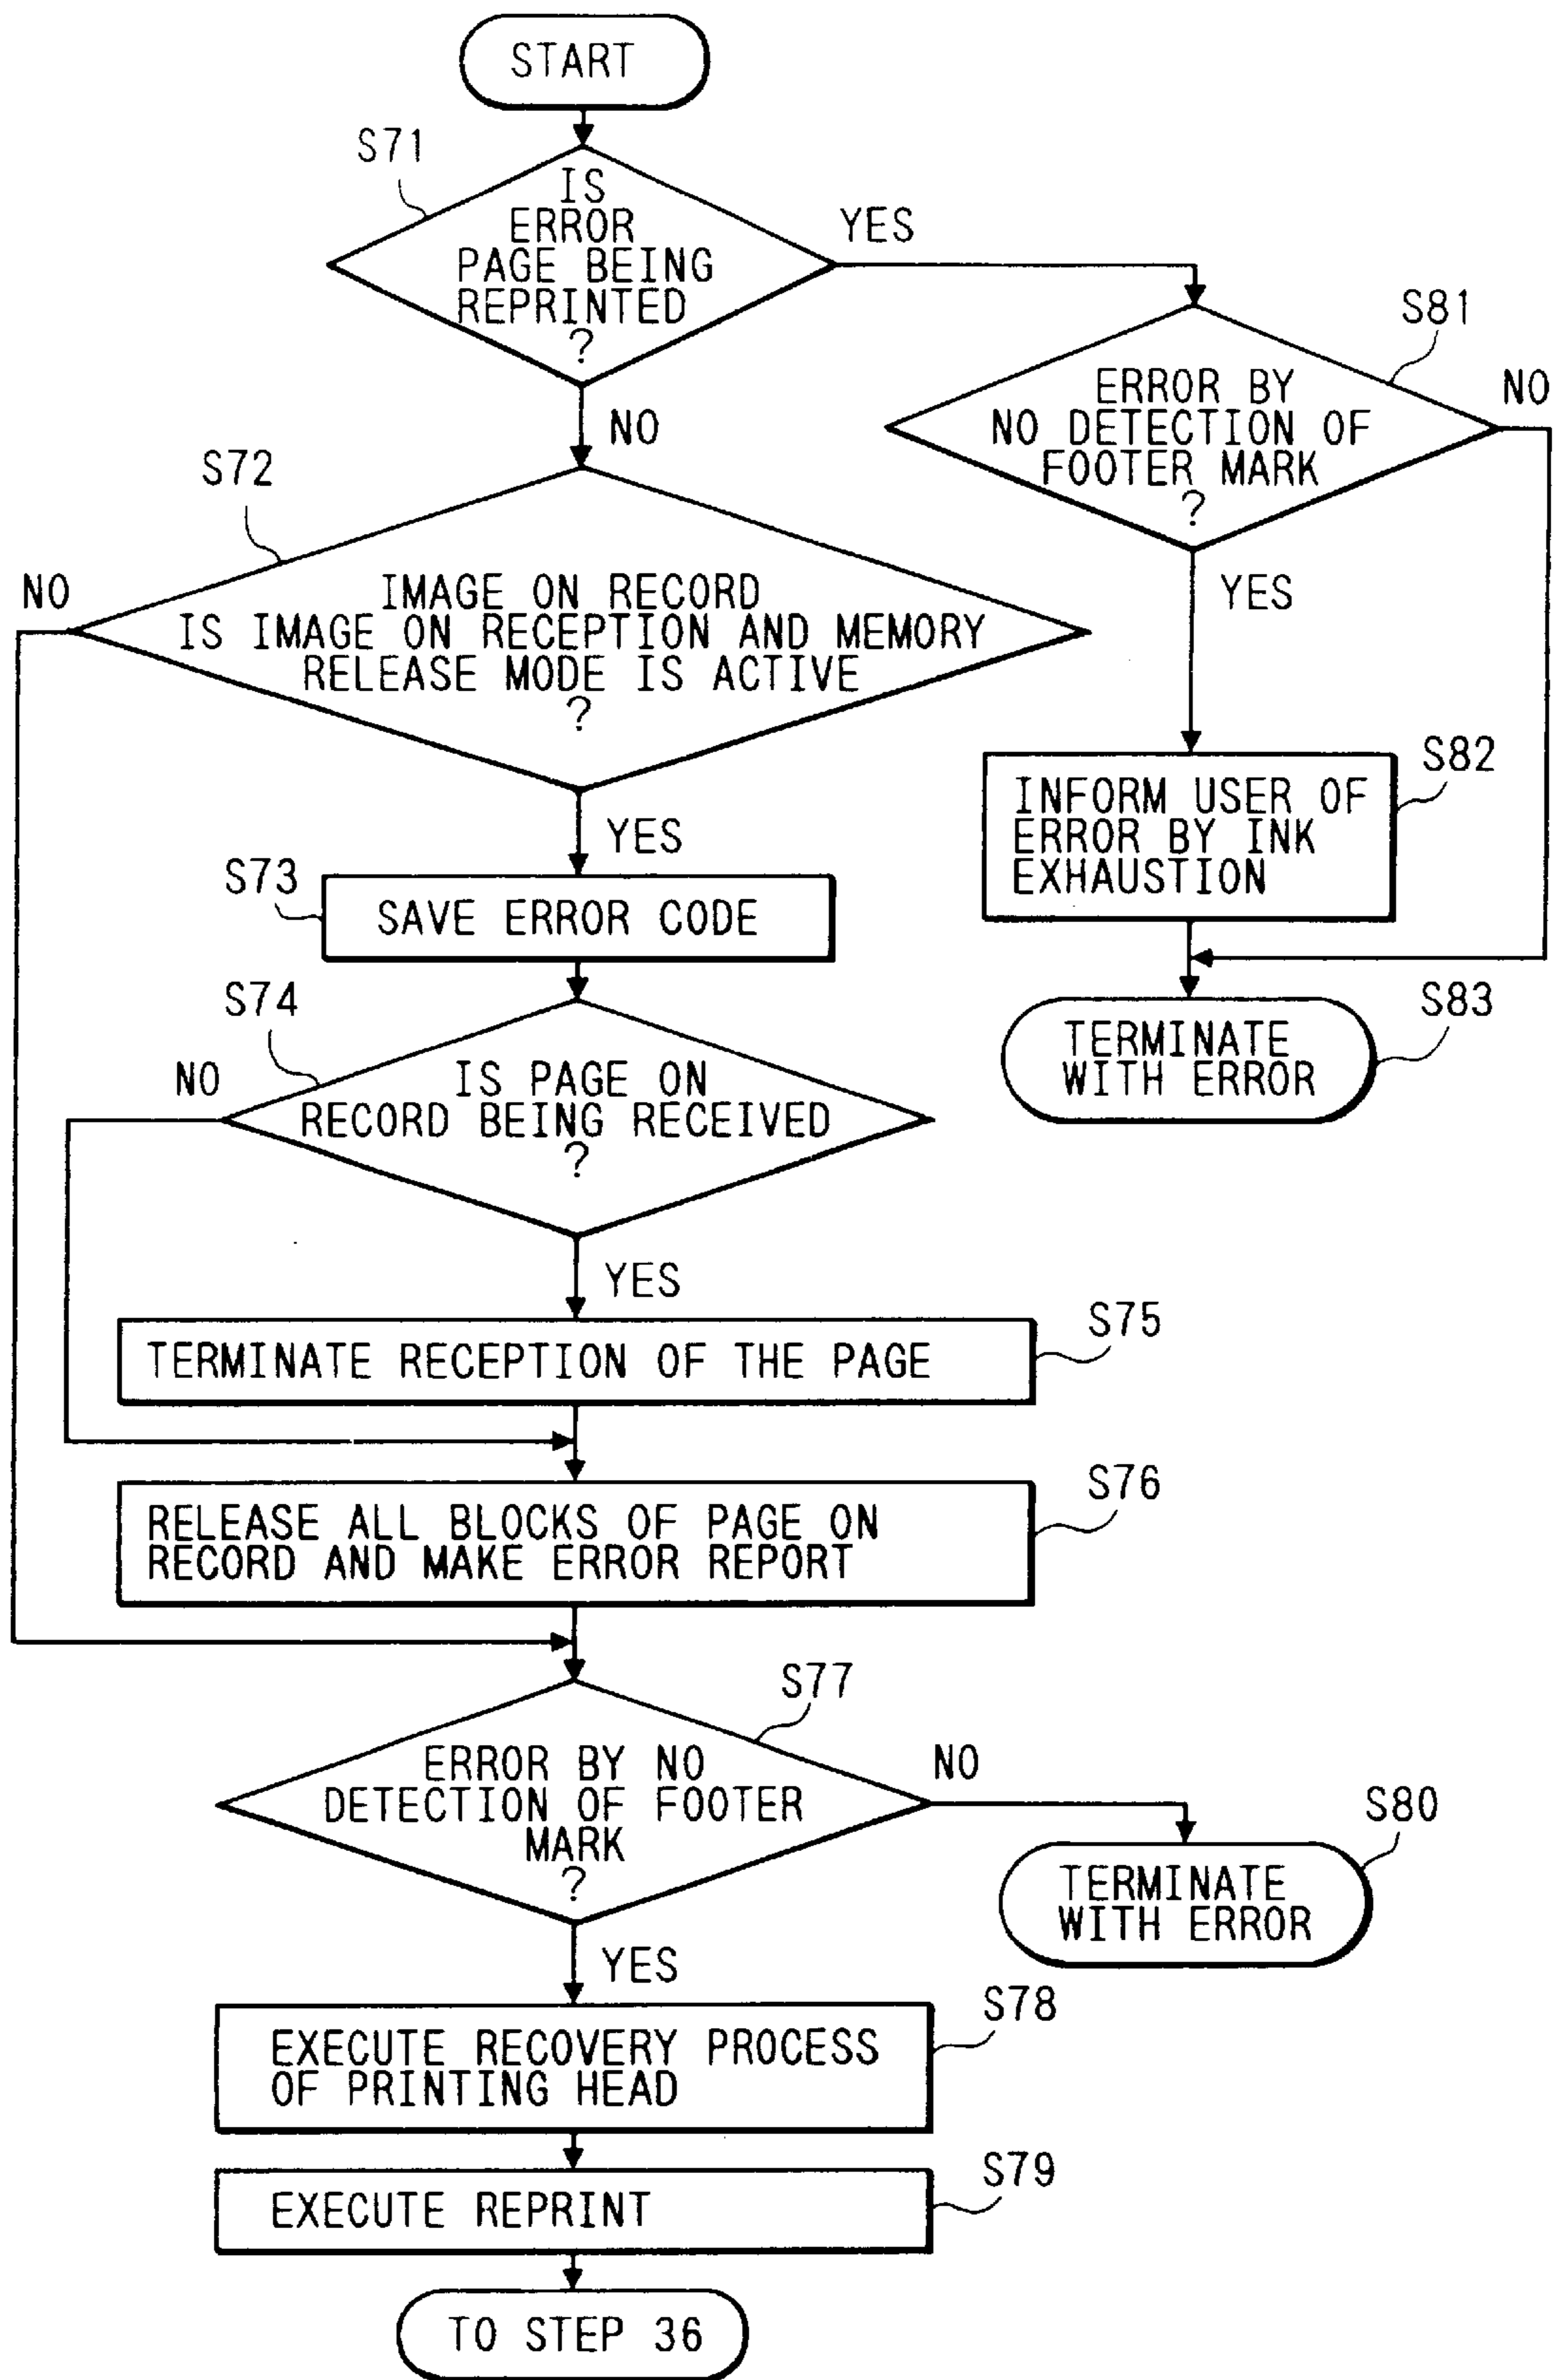 START
S71
IS
ERROR
PAGE BEING
REPRINTED
?
YES
NO
S81
ERROR BY
NO DETECTION OF
FOOTER MARK
?
NO
YES
S72
NO
IMAGE ON RECORD
IS IMAGE ON RECEPTION AND MEMORY
RELEASE MODE IS ACTIVE
?
YES
S82
INFORM USER OF
ERROR BY INK
EXHAUSTION
S73
SAVE ERROR CODE
S83
TERMINATE
WITH ERROR
S74
NO
IS PAGE ON
RECORD BEING RECEIVED
?
YES
S75
TERMINATE RECEPTION OF THE PAGE
S76
RELEASE ALL BLOCKS OF PAGE ON
RECORD AND MAKE ERROR REPORT
S77
ERROR BY NO
DETECTION OF FOOTER
MARK
?
NO
S80
TERMINATE
WITH ERROR
YES
S78
EXECUTE RECOVERY PROCESS
OF PRINTING HEAD
S79
EXECUTE REPRINT
TO STEP 36